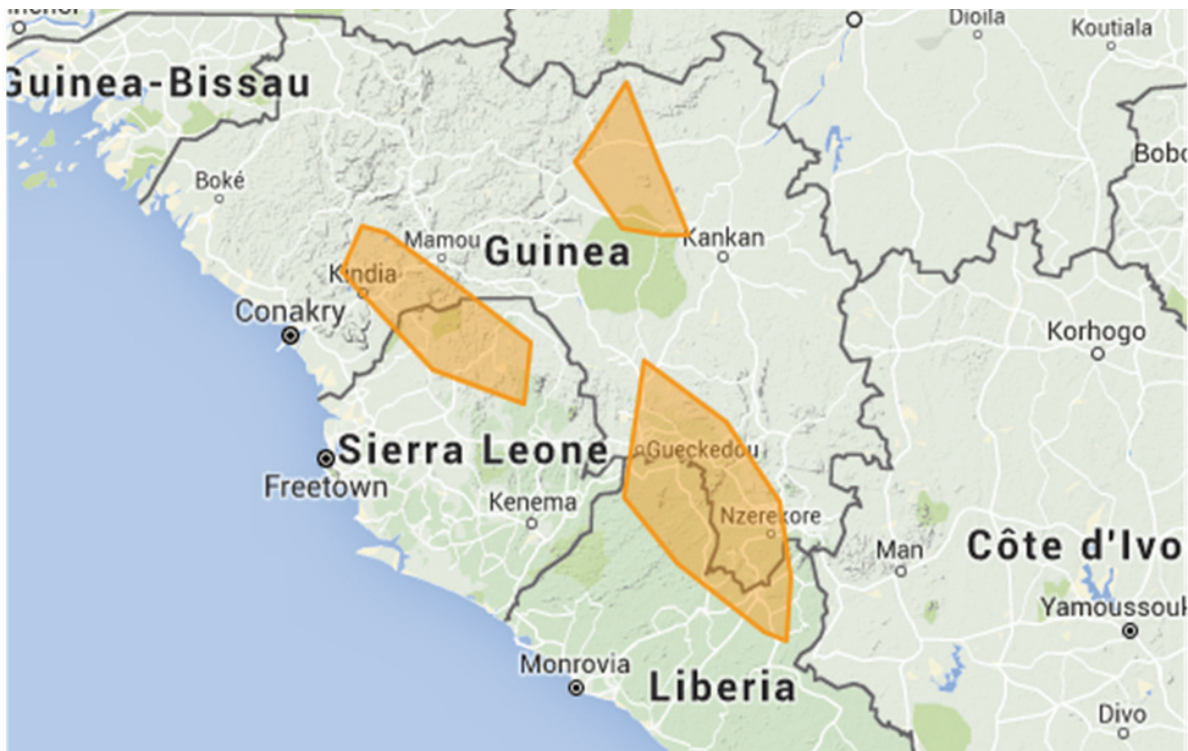 Dioila
Koutiala
Guinea-Bissau
Bobo
Boké
Mamou
Guinea
Kankan
Kindia
Conakry
Korhogo
Sierra Leone
Gueckedou
Freetown
Kenema
Nzerekore
Man
Côte d'Ivo
Yamoussouk
Monrovia
Liberia
Divo